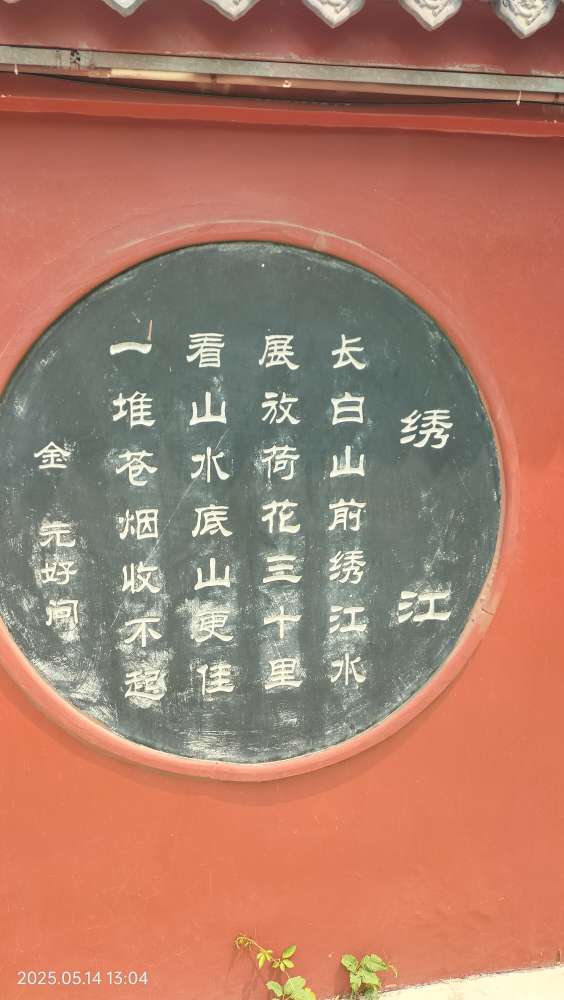 绣江
长白山前绣江水
展放荷花三十里
看山水底山更佳
一堆苍烟收不起
金 元好问
2025.05.14 13:04